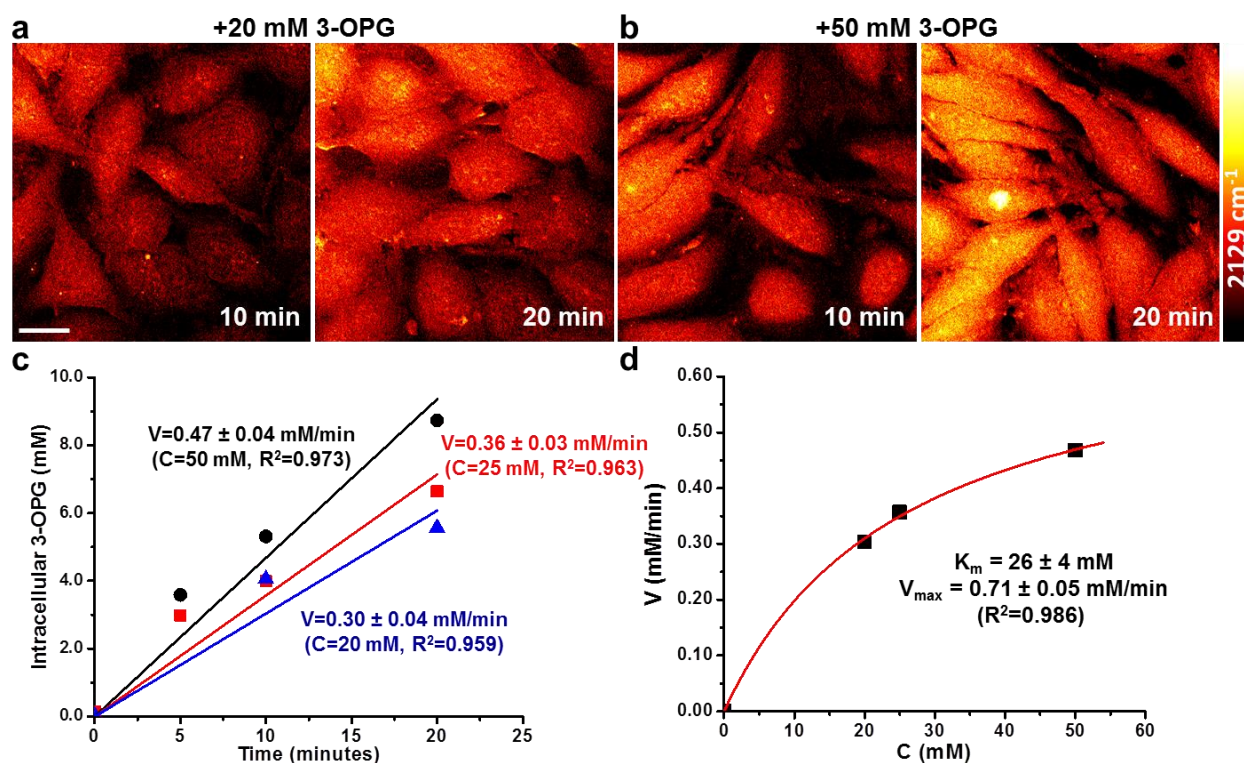 a
+20 mM 3-OPG
b
+50 mM 3-OPG
10 min
20 min
10 min
20 min
2129 cm⁻¹
c
10.0
8.0
6.0
4.0
2.0
0.0
Intracellular 3-OPG (mM)
V=0.47 ± 0.04 mM/min
(C=50 mM, R²=0.973)
V=0.36 ± 0.03 mM/min
(C=25 mM, R²=0.963)
V=0.30 ± 0.04 mM/min
(C=20 mM, R²=0.959)
0
5
10
15
20
25
Time (minutes)
d
0.60
0.50
0.40
0.30
0.20
0.10
0.00
V (mM/min)
Kₘ = 26 ± 4 mM
Vₘₐₓ = 0.71 ± 0.05 mM/min
(R²=0.986)
0
10
20
30
40
50
60
C (mM)